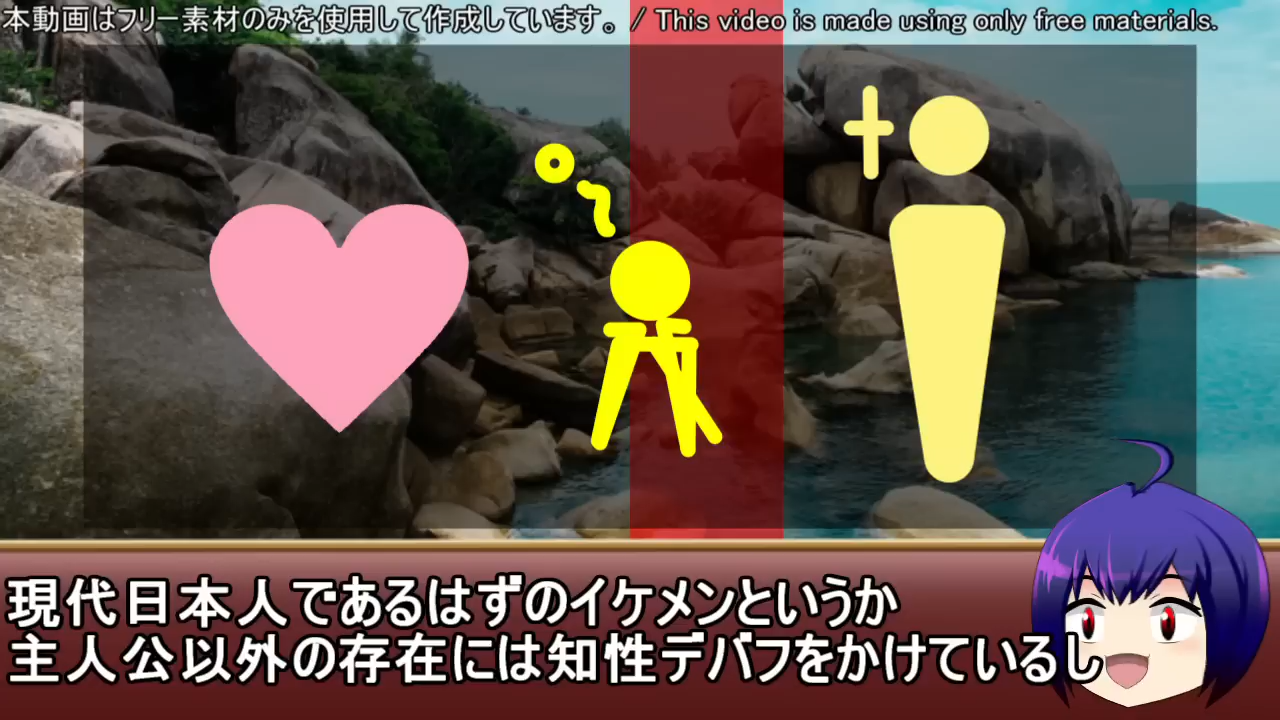 本動画はフリー素材のみを使用して作成しています。 / This video is made using only free materials.
現代日本人であるはずのイケメンというか
主人公以外の存在には知性デバフをかけているし